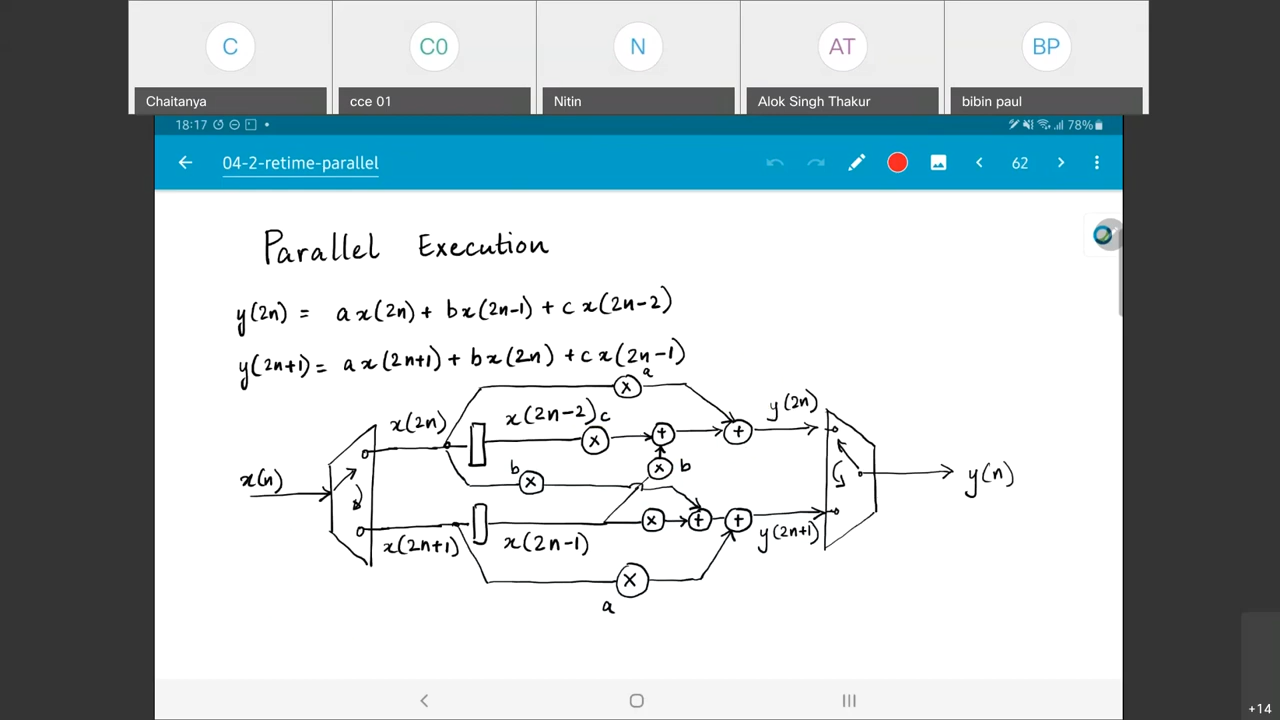 C C0 N AT BP
Chaitanya cce 01 Nitin Alok Singh Thakur bibin paul
18:17 78%
04-2-retime-parallel 62
Parallel Execution
y(2n) = a x(2n) + b x(2n-1) + c x(2n-2)
y(2n+1) = a x(2n+1) + b x(2n) + c x(2n-1)
a
x
x(2n) x(2n-2) c y(2n)
x + +
x(n) b x x b y(n)
x + +
x(2n+1) x(2n-1) y(2n+1)
x
a
+14